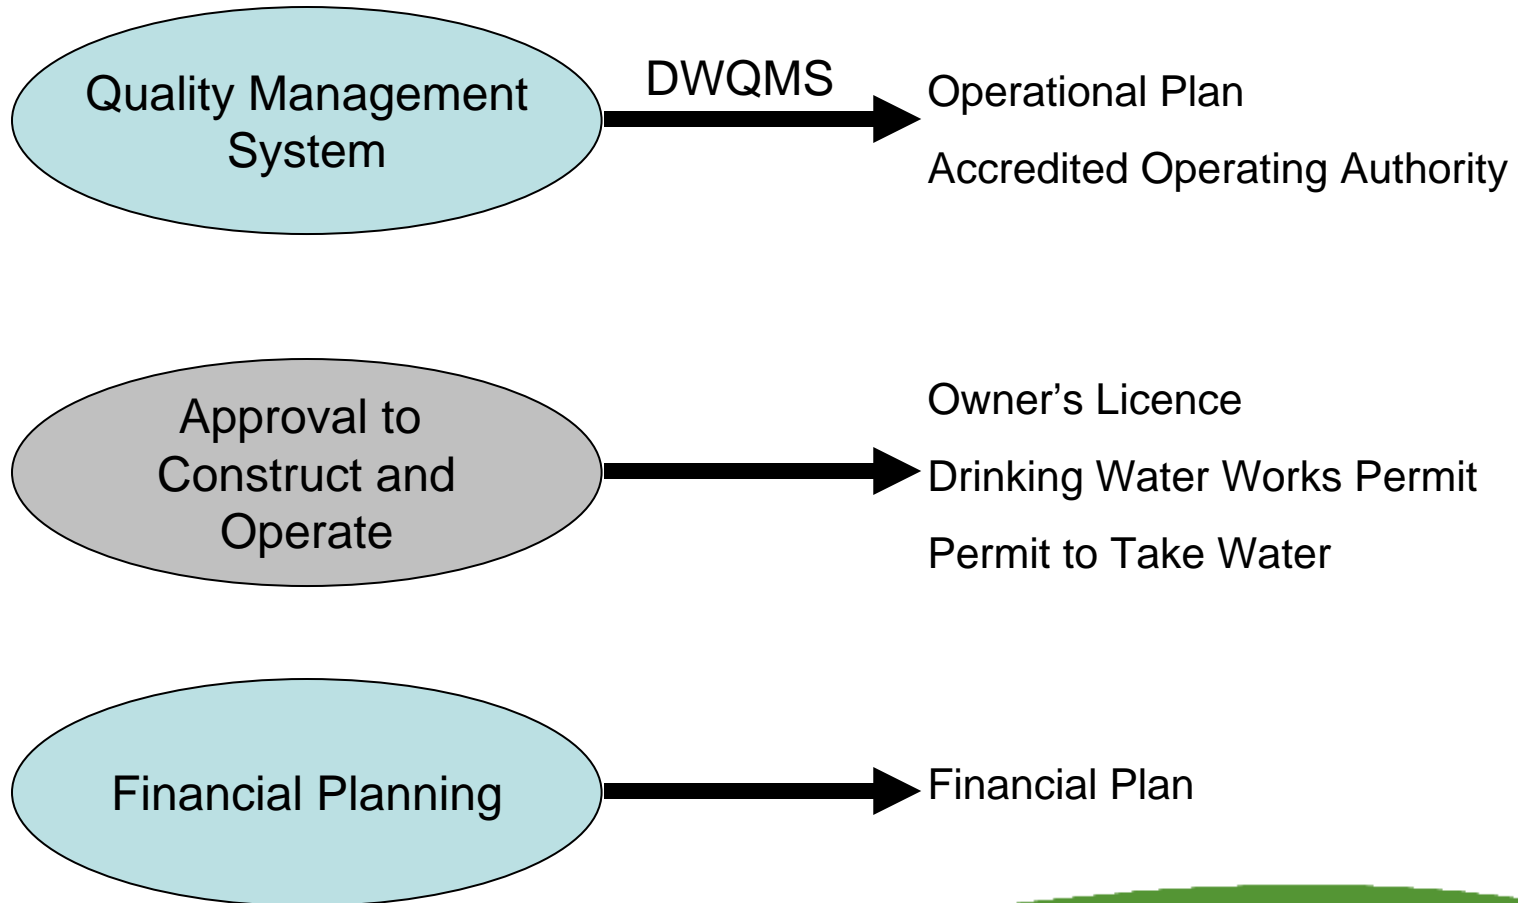 Quality Management
System
DWQMS
Operational Plan
Accredited Operating Authority
Approval to
Construct and
Operate
Owner’s Licence
Drinking Water Works Permit
Permit to Take Water
Financial Planning
Financial Plan